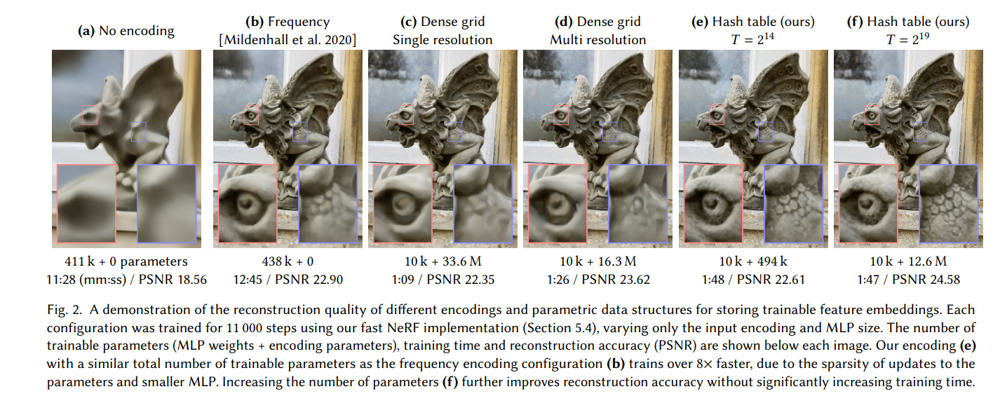 (a) No encoding
(b) Frequency
[Mildenhall et al. 2020]
(c) Dense grid
Single resolution
(d) Dense grid
Multi resolution
(e) Hash table (ours)
T = 2¹⁴
(f) Hash table (ours)
T = 2¹⁹
411 k + 0 parameters
11:28 (mm:ss) / PSNR 18.56
438 k + 0
12:45 / PSNR 22.90
10 k + 33.6 M
1:09 / PSNR 22.35
10 k + 16.3 M
1:26 / PSNR 23.62
10 k + 494 k
1:48 / PSNR 22.61
10 k + 12.6 M
1:47 / PSNR 24.58
Fig. 2. A demonstration of the reconstruction quality of different encodings and parametric data structures for storing trainable feature embeddings. Each
configuration was trained for 11 000 steps using our fast NeRF implementation (Section 5.4), varying only the input encoding and MLP size. The number of
trainable parameters (MLP weights + encoding parameters), training time and reconstruction accuracy (PSNR) are shown below each image. Our encoding (e)
with a similar total number of trainable parameters as the frequency encoding configuration (b) trains over 8× faster, due to the sparsity of updates to the
parameters and smaller MLP. Increasing the number of parameters (f) further improves reconstruction accuracy without significantly increasing training time.